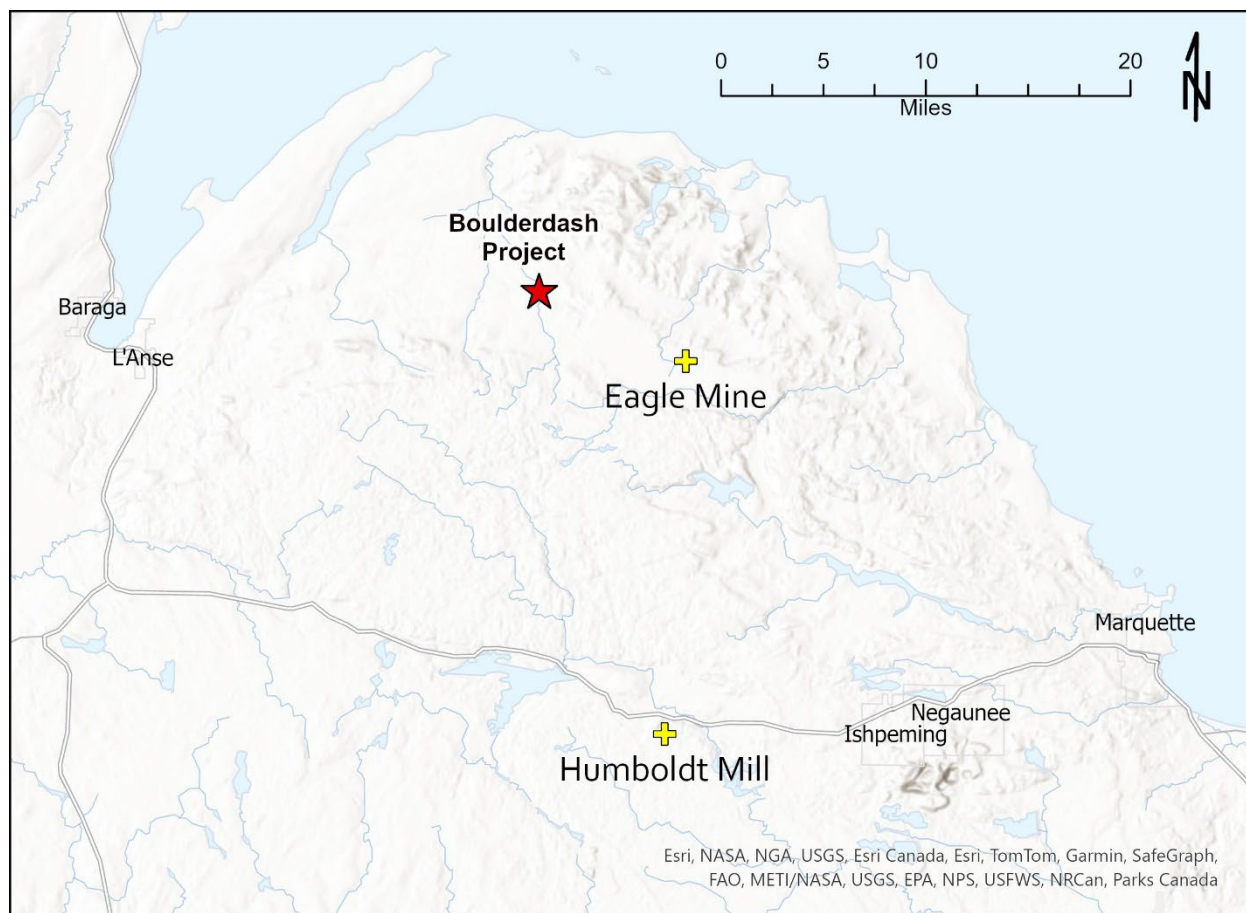 0 5 10 20
Miles
N
Boulderdash
Project
Baraga
L'Anse
Eagle Mine
Marquette
Negaunee
Ishpeming
Humboldt Mill
Esri, NASA, NGA, USGS, Esri Canada, Esri, TomTom, Garmin, SafeGraph,
FAO, METI/NASA, USGS, EPA, NPS, USFWS, NRCan, Parks Canada